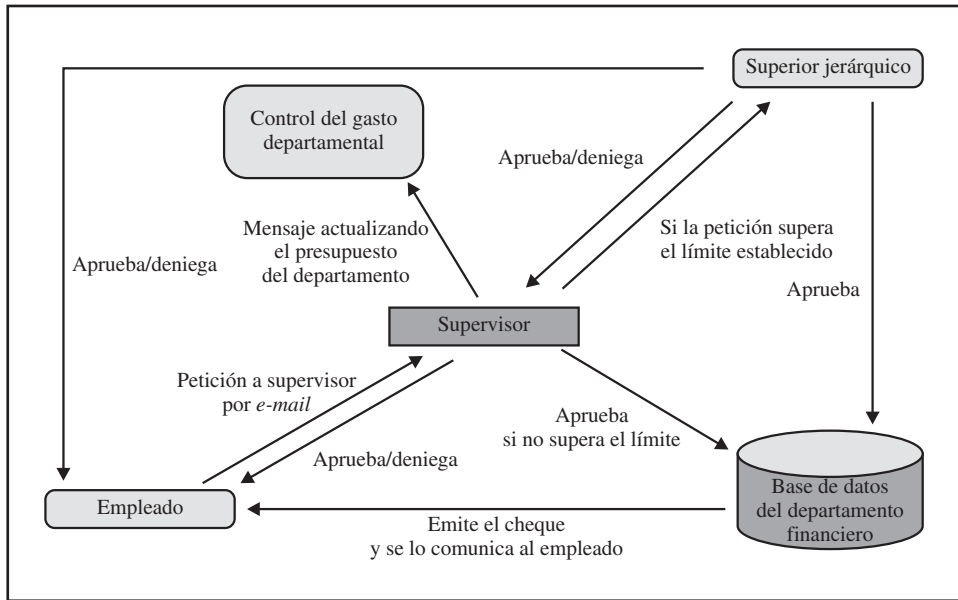 Superior jerárquico
Control del gasto
departamental
Aprueba/deniega
Mensaje actualizando
el presupuesto
del departamento
Si la petición supera
el límite establecido
Aprueba/deniega
Aprueba
Supervisor
Petición a supervisor
por e-mail
Aprueba
si no supera el límite
Aprueba/deniega
Empleado
Base de datos
del departamento
financiero
Emite el cheque
y se lo comunica al empleado